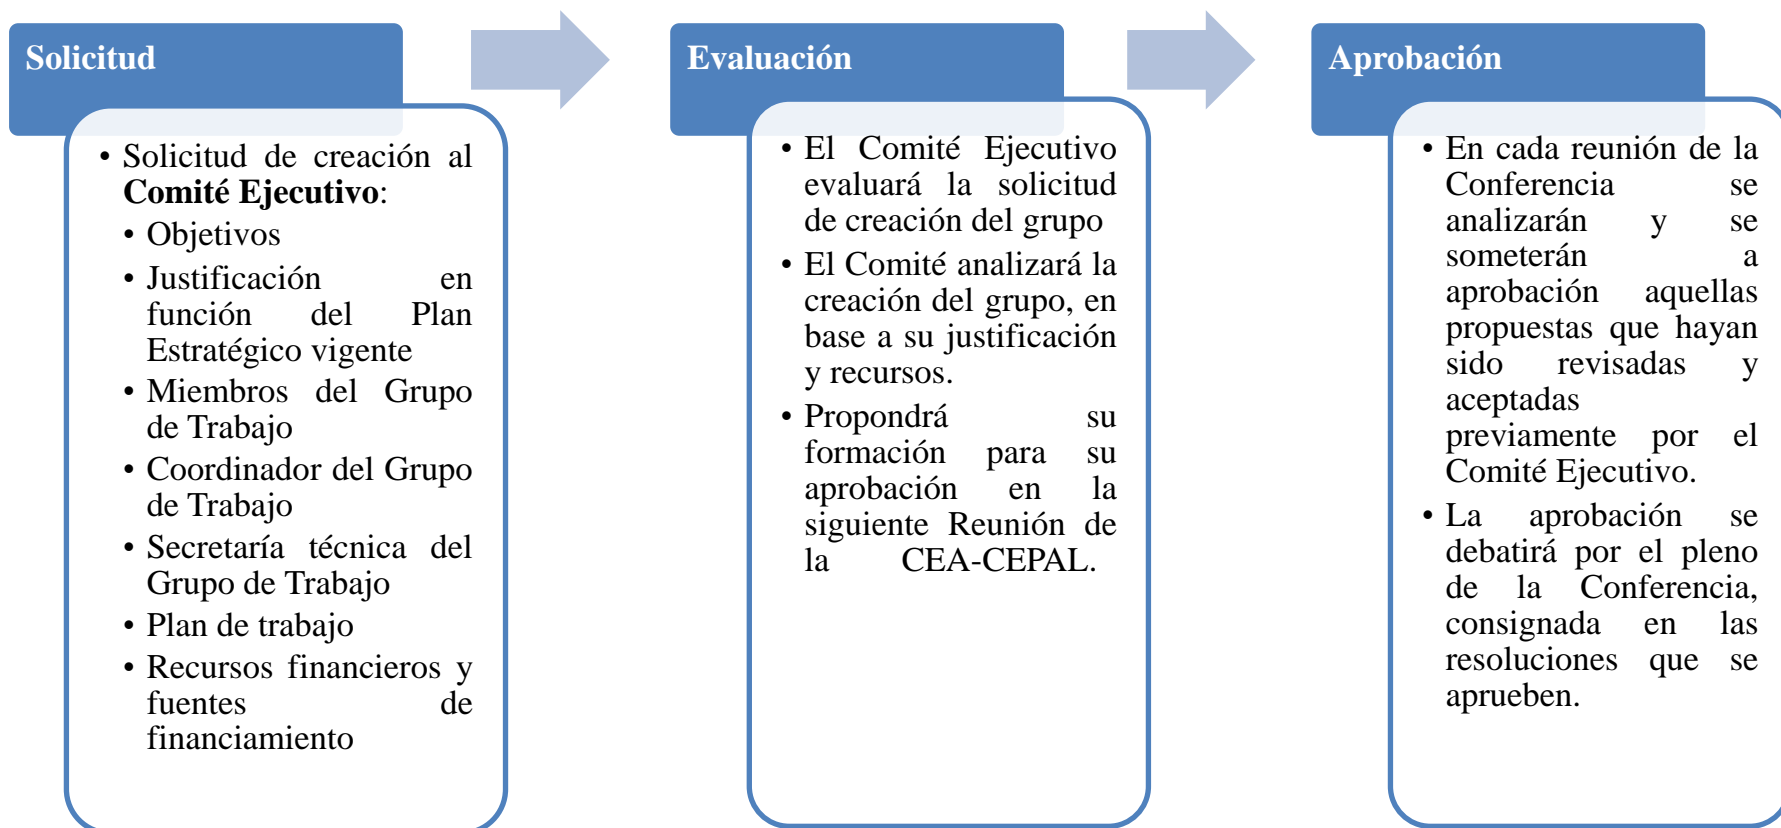 Solicitud
• Solicitud de creación al
Comité Ejecutivo:
• Objetivos
• Justificación en
función del Plan
Estratégico vigente
• Miembros del Grupo
de Trabajo
• Coordinador del Grupo
de Trabajo
• Secretaría técnica del
Grupo de Trabajo
• Plan de trabajo
• Recursos financieros y
fuentes de
financiamiento
Evaluación
• El Comité Ejecutivo
evaluará la solicitud
de creación del grupo
• El Comité analizará la
creación del grupo, en
base a su justificación
y recursos.
• Propondrá su
formación para su
aprobación en la
siguiente Reunión de
la CEA-CEPAL.
Aprobación
• En cada reunión de la
Conferencia se
analizarán y se
someterán a
aprobación aquellas
propuestas que hayan
sido revisadas y
aceptadas
previamente por el
Comité Ejecutivo.
• La aprobación se
debatirá por el pleno
de la Conferencia,
consignada en las
resoluciones que se
aprueben.